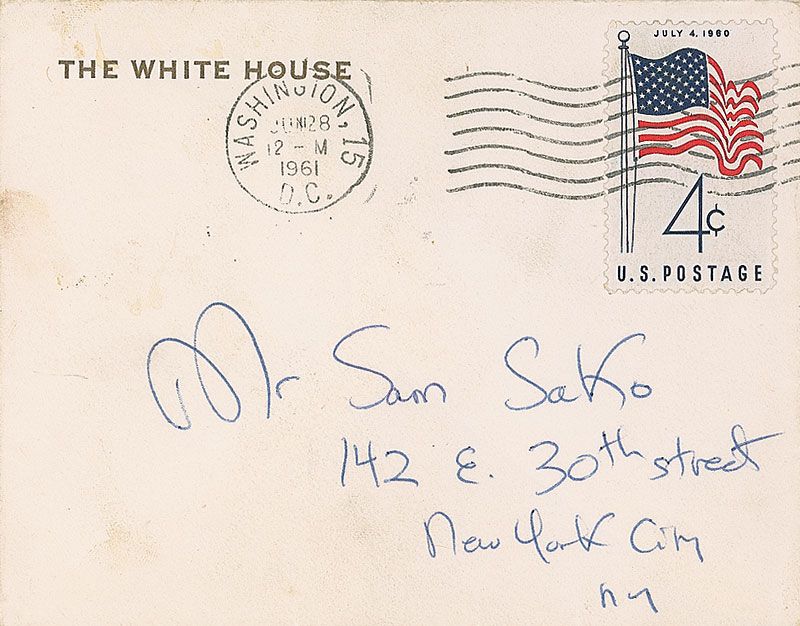 THE WHITE HOUSE
WASHINGTON, 15
JUN 28
12 - M
1961
D.C.
JULY 4, 1960
4¢
U.S. POSTAGE
Mr Sam Sako
142 E. 30th street
New York City
ny